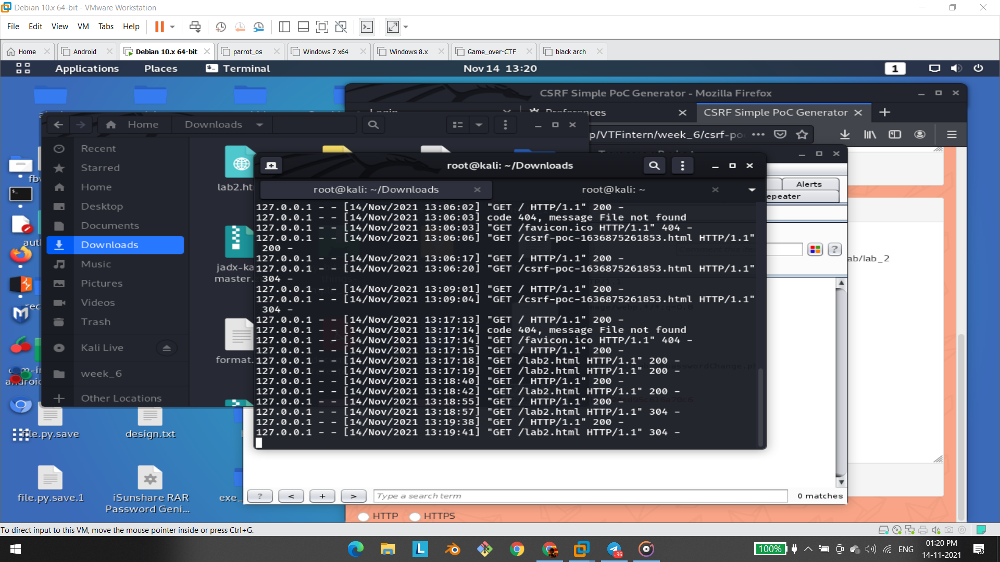 Debian 10.x 64-bit - VMware Workstation
File Edit View VM Tabs Help
Home Android Debian 10.x 64-bit parrot_os Windows 7 x64 Windows 8.x Game_over-CTF black arch
Applications Places Terminal Nov 14 13:20 1
CSRF Simple PoC Generator - Mozilla Firefox
Login Preferences CSRF Simple PoC Generator
Home Downloads
p/VTFintern/week_6/csrf-po
Recent
Starred
Home
Desktop
Documents
Downloads
Music
Pictures
Videos
Trash
Kali Live
week_6
Other Locations
lab2.ht
jadx-ka
master.
format.
root@kali: ~/Downloads
root@kali: ~/Downloads root@kali: ~
127.0.0.1 - - [14/Nov/2021 13:06:02] "GET / HTTP/1.1" 200 -
127.0.0.1 - - [14/Nov/2021 13:06:03] code 404, message File not found
127.0.0.1 - - [14/Nov/2021 13:06:03] "GET /favicon.ico HTTP/1.1" 404 -
127.0.0.1 - - [14/Nov/2021 13:06:06] "GET /csrf-poc-1636875261853.html HTTP/1.1"
200 -
127.0.0.1 - - [14/Nov/2021 13:06:17] "GET / HTTP/1.1" 200 -
127.0.0.1 - - [14/Nov/2021 13:06:20] "GET /csrf-poc-1636875261853.html HTTP/1.1"
304 -
127.0.0.1 - - [14/Nov/2021 13:09:01] "GET / HTTP/1.1" 200 -
127.0.0.1 - - [14/Nov/2021 13:09:04] "GET /csrf-poc-1636875261853.html HTTP/1.1"
304 -
127.0.0.1 - - [14/Nov/2021 13:17:13] "GET / HTTP/1.1" 200 -
127.0.0.1 - - [14/Nov/2021 13:17:14] code 404, message File not found
127.0.0.1 - - [14/Nov/2021 13:17:14] "GET /favicon.ico HTTP/1.1" 404 -
127.0.0.1 - - [14/Nov/2021 13:17:15] "GET / HTTP/1.1" 200 -
127.0.0.1 - - [14/Nov/2021 13:17:18] "GET /lab2.html HTTP/1.1" 200 -
127.0.0.1 - - [14/Nov/2021 13:17:19] "GET /lab2.html HTTP/1.1" 200 -
127.0.0.1 - - [14/Nov/2021 13:18:40] "GET / HTTP/1.1" 200 -
127.0.0.1 - - [14/Nov/2021 13:18:42] "GET /lab2.html HTTP/1.1" 200 -
127.0.0.1 - - [14/Nov/2021 13:18:55] "GET / HTTP/1.1" 200 -
127.0.0.1 - - [14/Nov/2021 13:18:57] "GET /lab2.html HTTP/1.1" 304 -
127.0.0.1 - - [14/Nov/2021 13:19:38] "GET / HTTP/1.1" 200 -
127.0.0.1 - - [14/Nov/2021 13:19:41] "GET /lab2.html HTTP/1.1" 304 -
Alerts
epeater
ab/lab_2
fbv
aut
rec
android
file.py.save
design.txt
file.py.save.1
iSunshare RAR
Password Geni...
exe_
? < + > Type a search term 0 matches
HTTP HTTPS
To direct input to this VM, move the mouse pointer inside or press Ctrl+G.
100% ENG 01:20 PM
14-11-2021
96